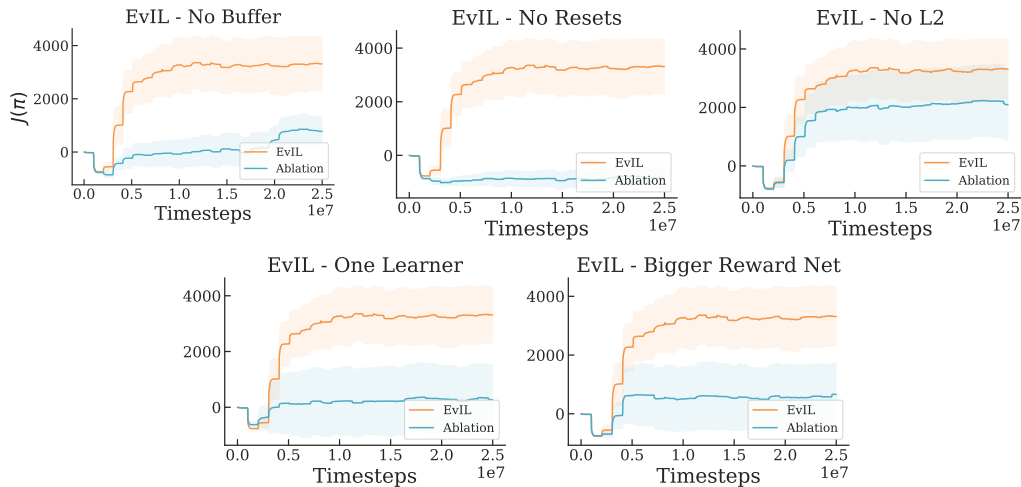 EvIL - No Buffer
J(π)
4000
2000
0
EvIL
Ablation
0.0 0.5 1.0 1.5 2.0 2.5
1e7
Timesteps
EvIL - No Resets
4000
2000
0
EvIL
Ablation
0.0 0.5 1.0 1.5 2.0 2.5
1e7
Timesteps
EvIL - No L2
4000
2000
0
EvIL
Ablation
0.0 0.5 1.0 1.5 2.0 2.5
1e7
Timesteps
EvIL - One Learner
4000
2000
0
EvIL
Ablation
0.0 0.5 1.0 1.5 2.0 2.5
1e7
Timesteps
EvIL - Bigger Reward Net
4000
2000
0
EvIL
Ablation
0.0 0.5 1.0 1.5 2.0 2.5
1e7
Timesteps